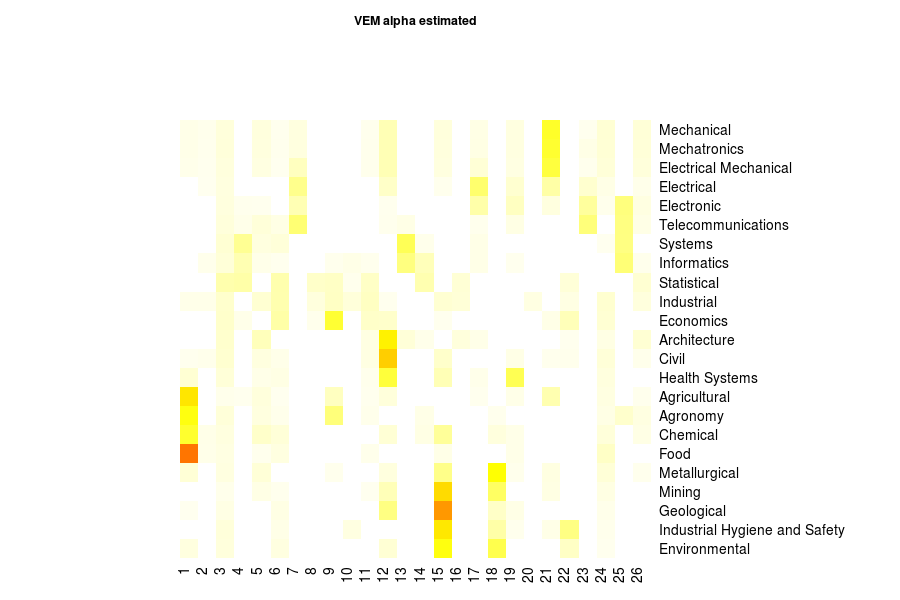 VEM alpha estimated
Mechanical
Mechatronics
Electrical Mechanical
Electrical
Electronic
Telecommunications
Systems
Informatics
Statistical
Industrial
Economics
Architecture
Civil
Health Systems
Agricultural
Agronomy
Chemical
Food
Metallurgical
Mining
Geological
Industrial Hygiene and Safety
Environmental
1 2 3 4 5 6 7 8 9 10 11 12 13 14 15 16 17 18 19 20 21 22 23 24 25 26